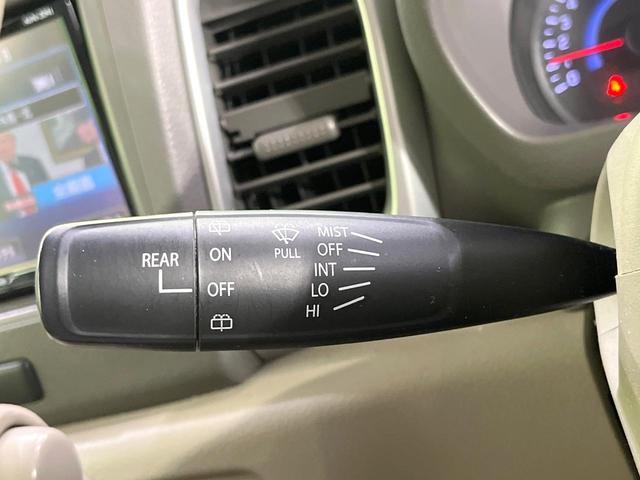 REAR
ON
OFF
PULL
MIST
OFF
INT
LO
HI